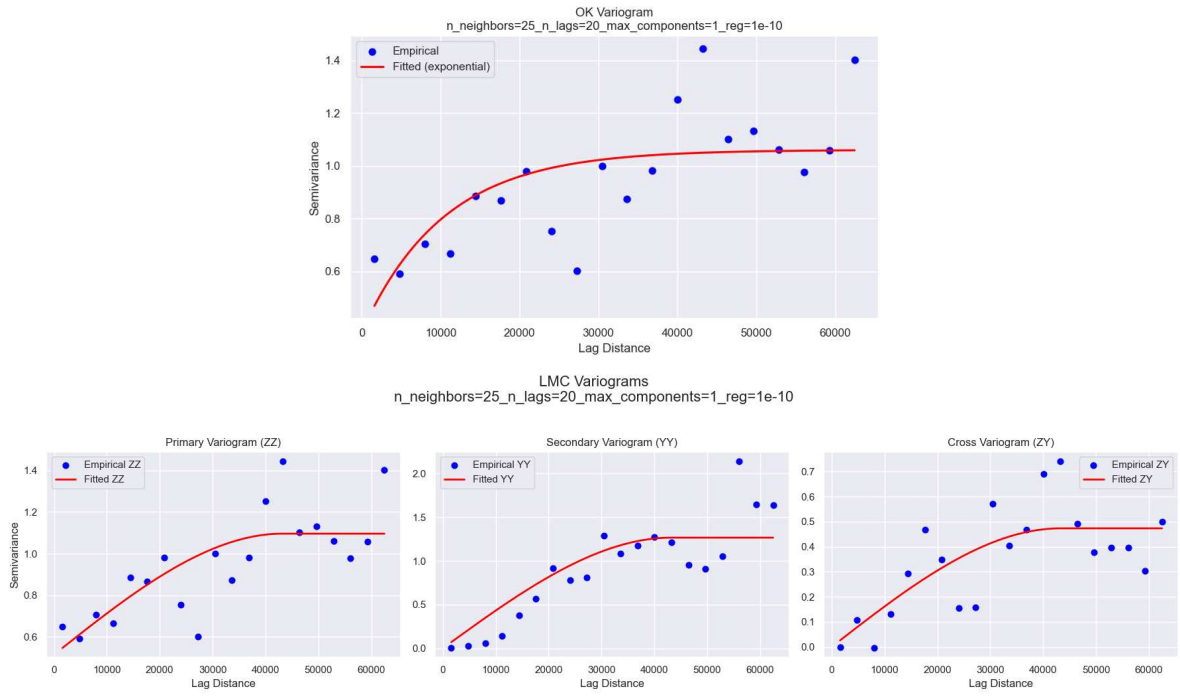 OK Variogram
n_neighbors=25_n_lags=20_max_components=1_reg=1e-10
Empirical
Fitted (exponential)
1.4
1.2
1.0
0.8
0.6
Semivariance
0 10000 20000 30000 40000 50000 60000
Lag Distance
LMC Variograms
n_neighbors=25_n_lags=20_max_components=1_reg=1e-10
Primary Variogram (ZZ)
Empirical ZZ
Fitted ZZ
1.4
1.2
1.0
0.8
0.6
Semivariance
0 10000 20000 30000 40000 50000 60000
Lag Distance
Secondary Variogram (YY)
Empirical YY
Fitted YY
2.0
1.5
1.0
0.5
0.0
0 10000 20000 30000 40000 50000 60000
Lag Distance
Cross Variogram (ZY)
Empirical ZY
Fitted ZY
0.7
0.6
0.5
0.4
0.3
0.2
0.1
0.0
0 10000 20000 30000 40000 50000 60000
Lag Distance